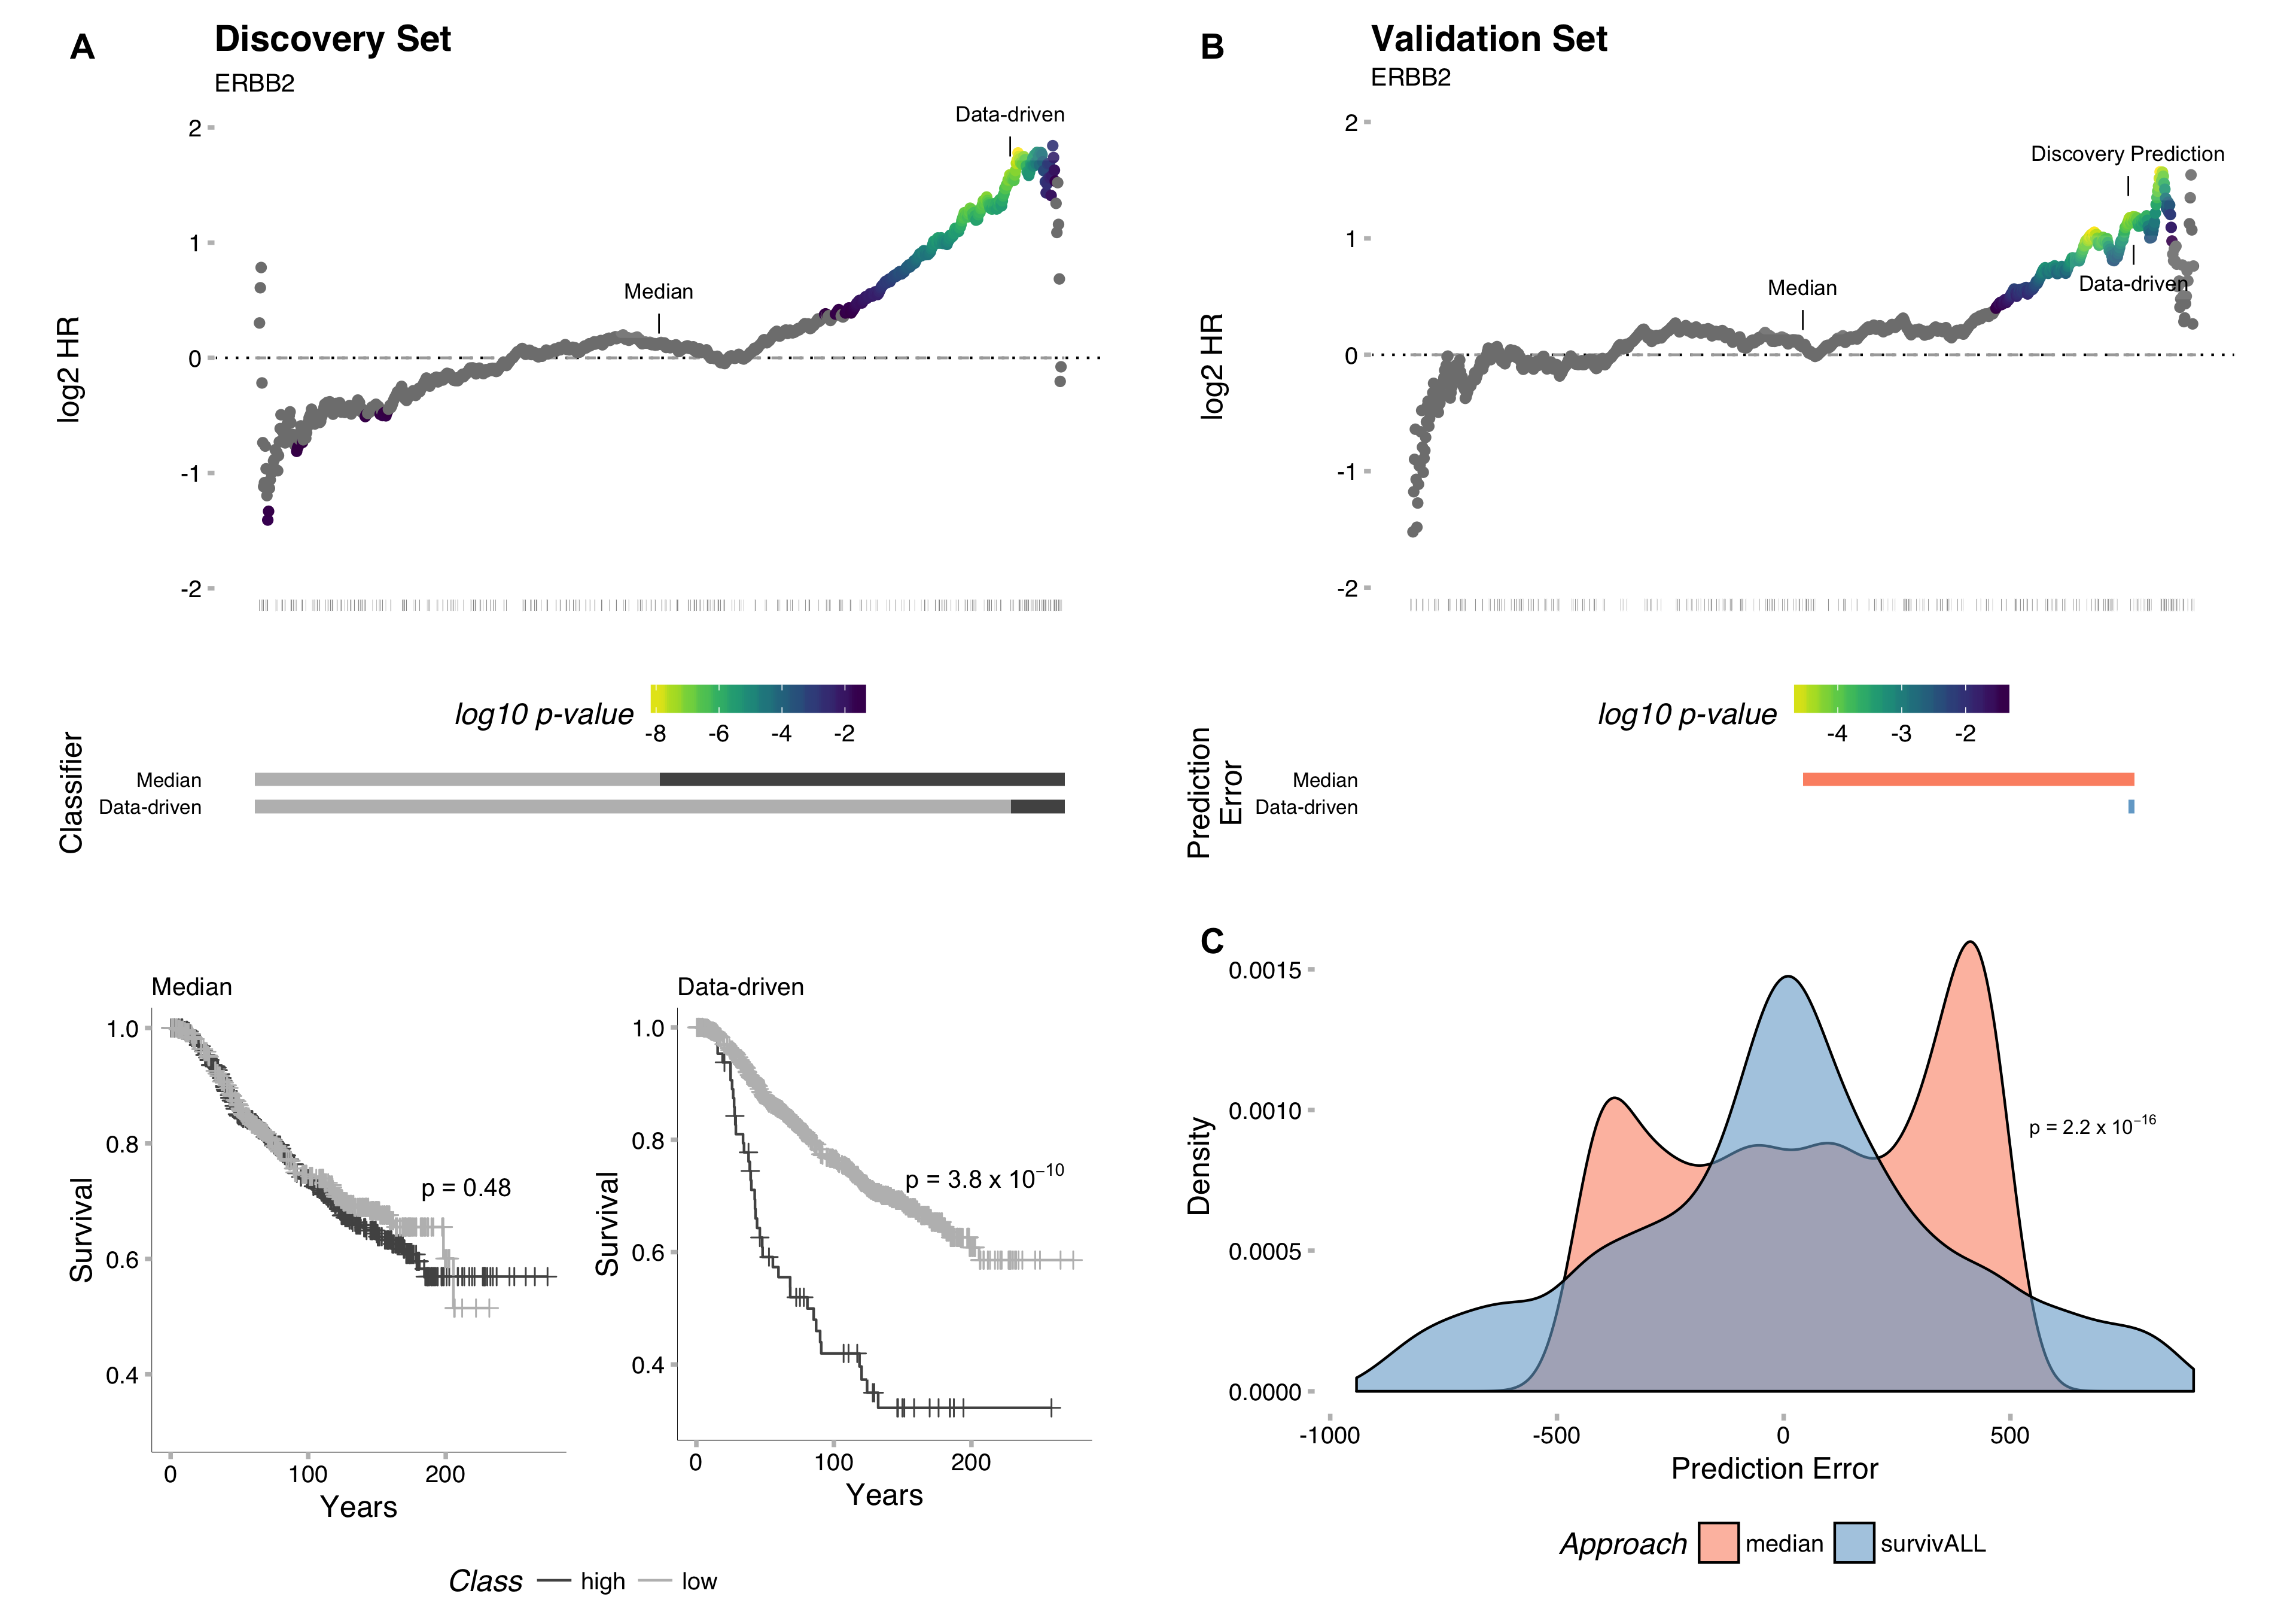 A
Discovery Set
ERBB2
Data-driven
Median
2
1
0
-1
-2
log2 HR
log10 p-value
-8 -6 -4 -2
Classifier
Median
Data-driven
Median
1.0
0.8
0.6
0.4
Survival
p = 0.48
0 100 200
Years
Data-driven
1.0
0.8
0.6
0.4
Survival
p = 3.8 x 10⁻¹⁰
0 100 200
Years
Class high low
B
Validation Set
ERBB2
Discovery Prediction
Data-driven
Median
2
1
0
-1
-2
log2 HR
log10 p-value
-4 -3 -2
Prediction
Error
Median
Data-driven
C
0.0015
0.0010
0.0005
0.0000
Density
p = 2.2 x 10⁻¹⁶
-1000 -500 0 500
Prediction Error
Approach median survivALL